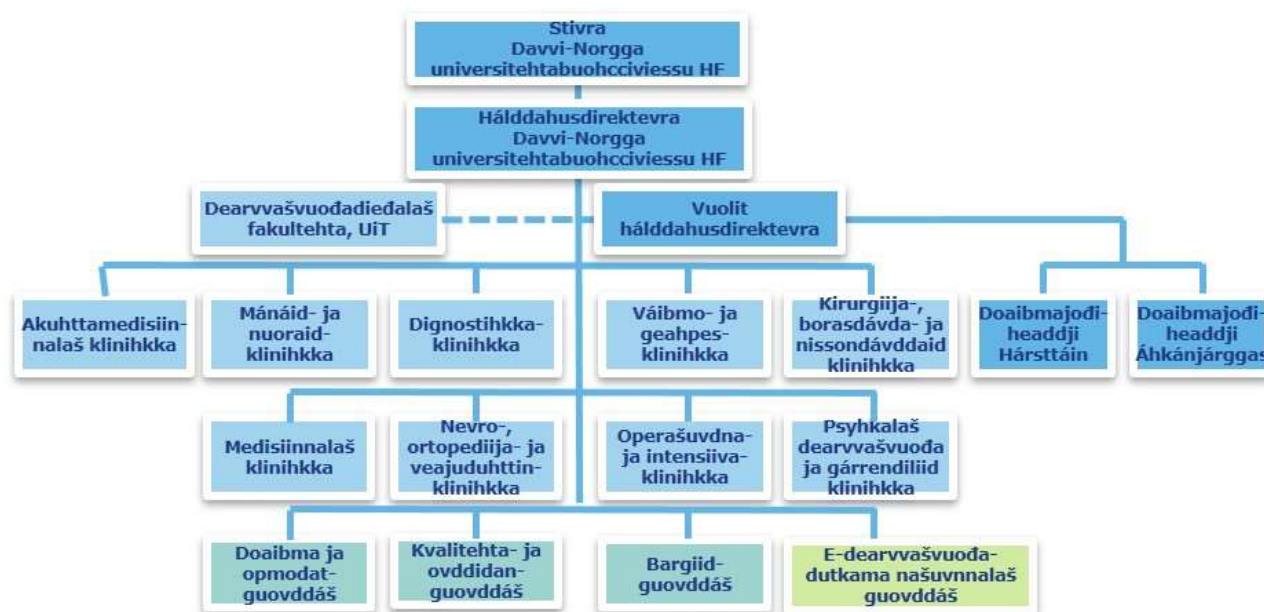 Stivra
Davvi-Norgga
universitehtabuohcciviessu HF
Hálddahusdirektevra
Davvi-Norgga
universitehtabuohcciviessu HF
Dearvvašvuođadieđalaš
fakultehta, UiT
Vuolit
hálddahusdirektevra
Akuhttamedisiin-
nalaš klinihkka
Mánáid- ja
nuoraid-
klinihkka
Dignostihkka-
klinihkka
Váibmo- ja
geahpes-
klinihkka
Kirurgiija-,
borasdávda- ja
nissondávddaid
klinihkka
Doaibmajođi-
headdji
Hársttáin
Doaibmajođi-
headdji
Áhkánjárggas
Medisiinnalaš
klinihkka
Nevro-,
ortopediija- ja
veajuduhttin-
klinihkka
Operašuvdna-
ja intensiiva-
klinihkka
Psyhkalaš
dearvvašvuođa
ja gárrendiliid
klinihkka
Doaibma ja
opmodat-
guovddáš
Kvalitehta- ja
ovddidan-
guovddáš
Bargiid-
guovddáš
E-dearvvašvuođa-
dutkama našuvnnalaš
guovddáš